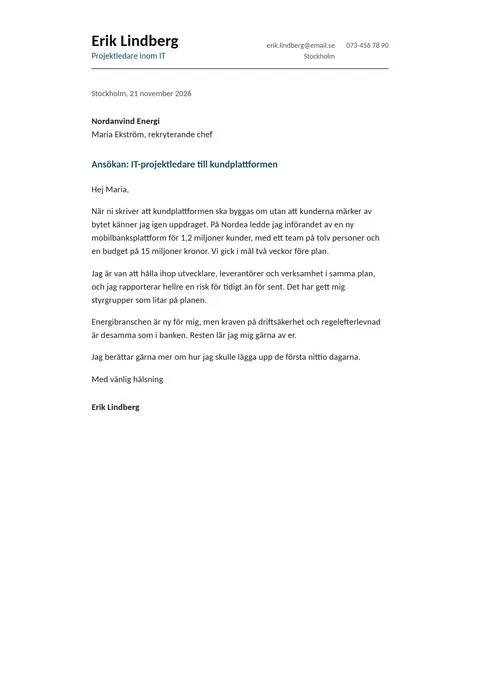 Erik Lindberg
Projektledare inom IT
erik.lindberg@email.se 073-456 78 90
Stockholm
Stockholm, 21 november 2026
Nordanvind Energi
Maria Ekström, rekryterande chef
Ansökan: IT-projektledare till kundplattformen
Hej Maria,
När ni skriver att kundplattformen ska byggas om utan att kunderna märker av
bytet känner jag igen uppdraget. På Nordea ledde jag införandet av en ny
mobilbanksplattform för 1,2 miljoner kunder, med ett team på tolv personer och
en budget på 15 miljoner kronor. Vi gick i mål två veckor före plan.
Jag är van att hålla ihop utvecklare, leverantörer och verksamhet i samma plan,
och jag rapporterar hellre en risk för tidigt än för sent. Det har gett mig
styrgrupper som litar på planen.
Energibranschen är ny för mig, men kraven på driftsäkerhet och regelefterlevnad
är desamma som i banken. Resten lär jag mig gärna av er.
Jag berättar gärna mer om hur jag skulle lägga upp de första nittio dagarna.
Med vänlig hälsning
Erik Lindberg